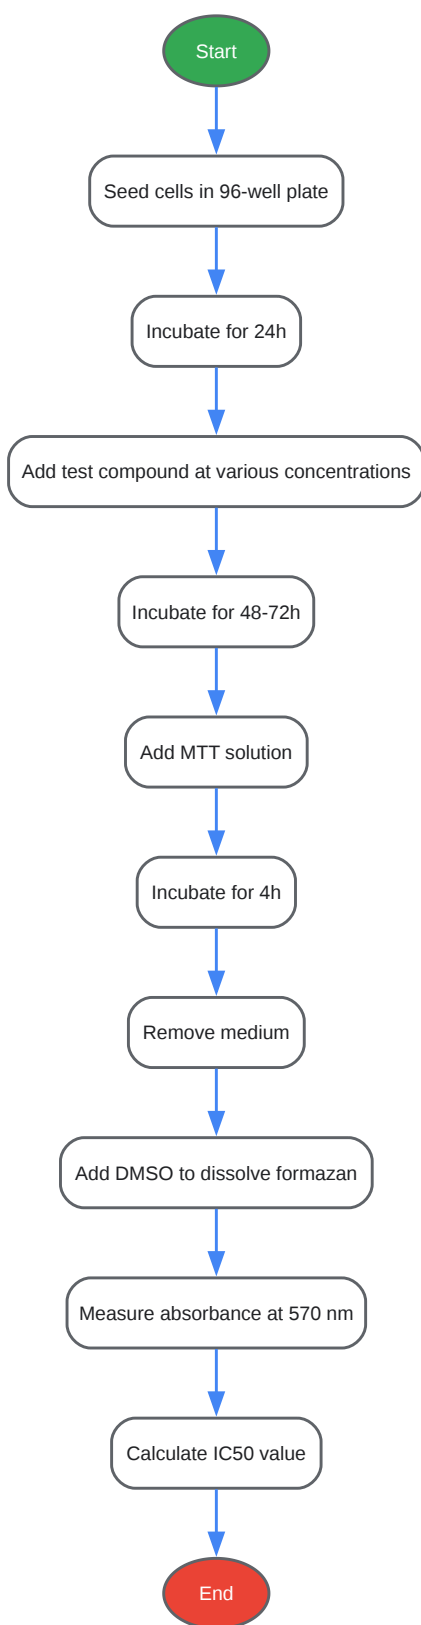 Start
Seed cells in 96-well plate
Incubate for 24h
Add test compound at various concentrations
Incubate for 48-72h
Add MTT solution
Incubate for 4h
Remove medium
Add DMSO to dissolve formazan
Measure absorbance at 570 nm
Calculate IC50 value
End